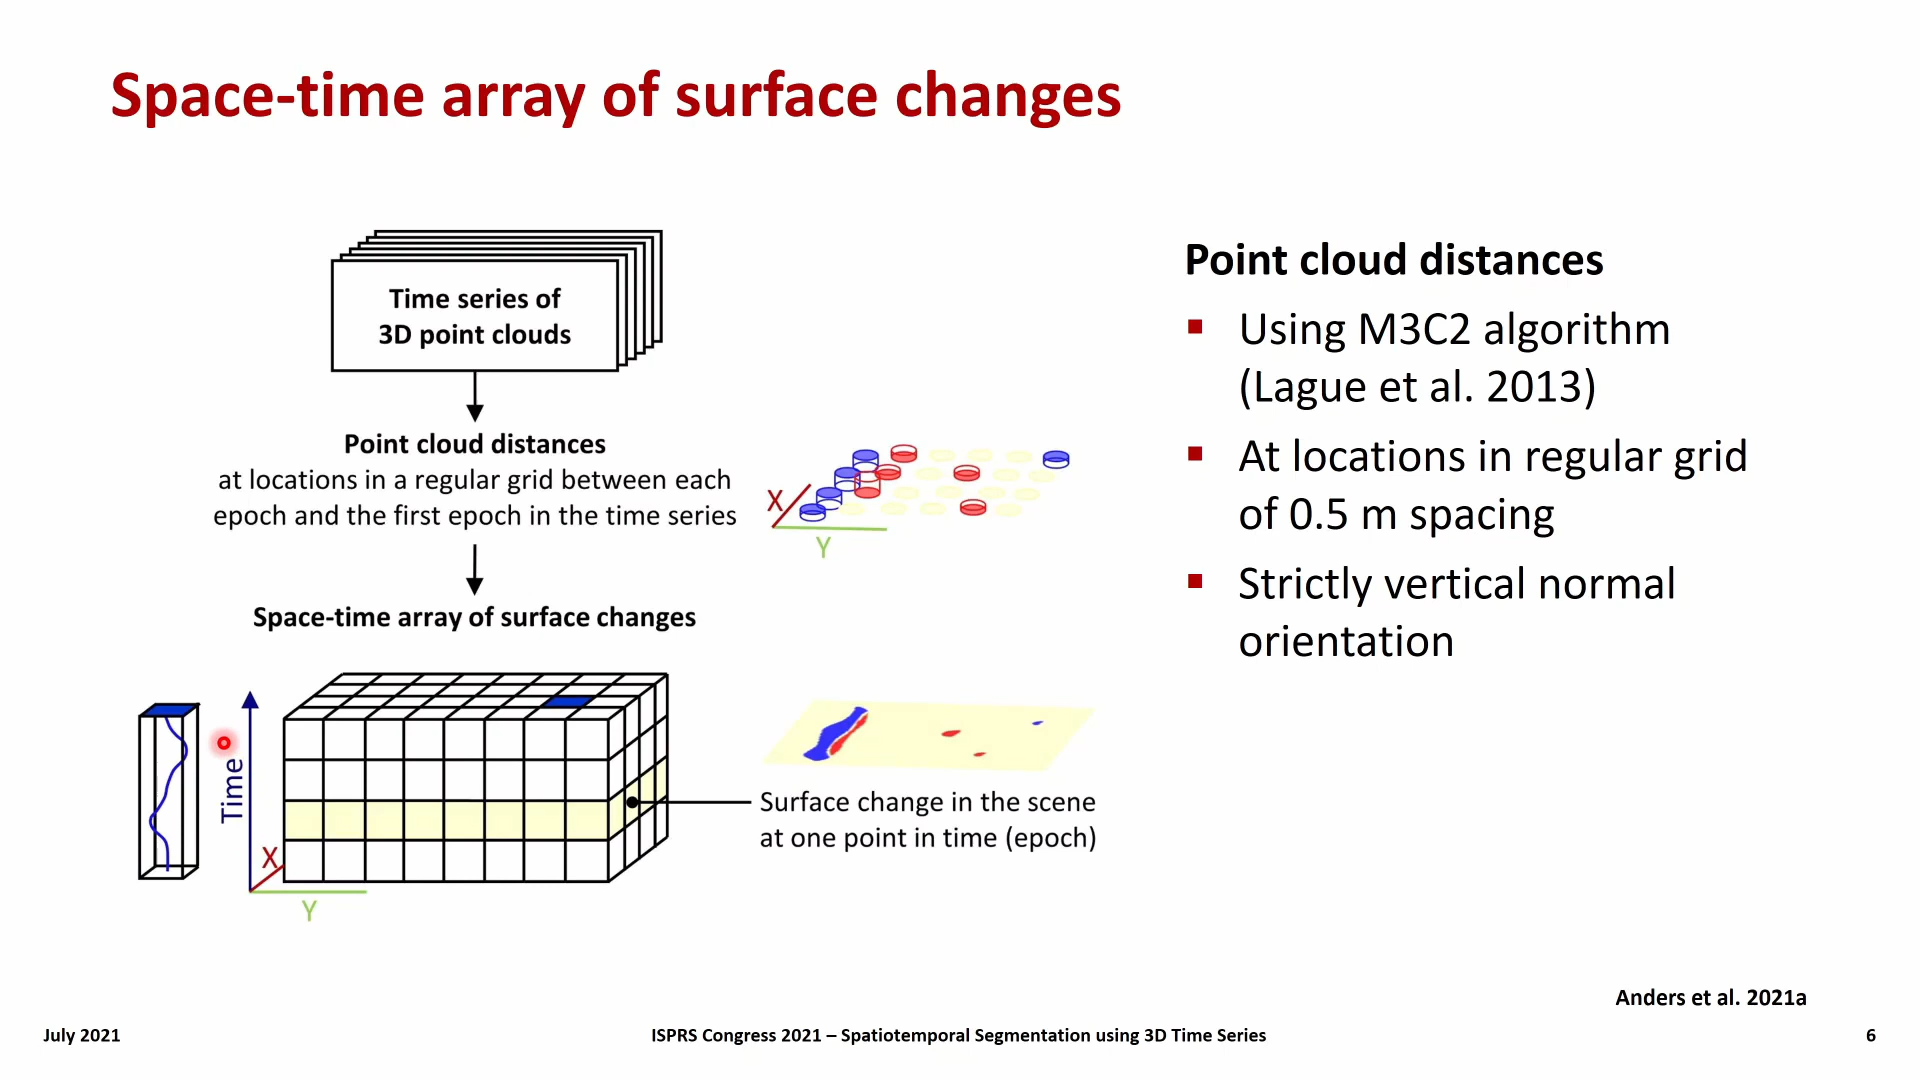 Space-time array of surface changes
Time series of
3D point clouds
Point cloud distances
at locations in a regular grid between each
epoch and the first epoch in the time series
X
Y
Space-time array of surface changes
Time
X
Y
Surface change in the scene
at one point in time (epoch)
Point cloud distances
Using M3C2 algorithm
(Lague et al. 2013)
At locations in regular grid
of 0.5 m spacing
Strictly vertical normal
orientation
Anders et al. 2021a
July 2021
ISPRS Congress 2021 – Spatiotemporal Segmentation using 3D Time Series
6